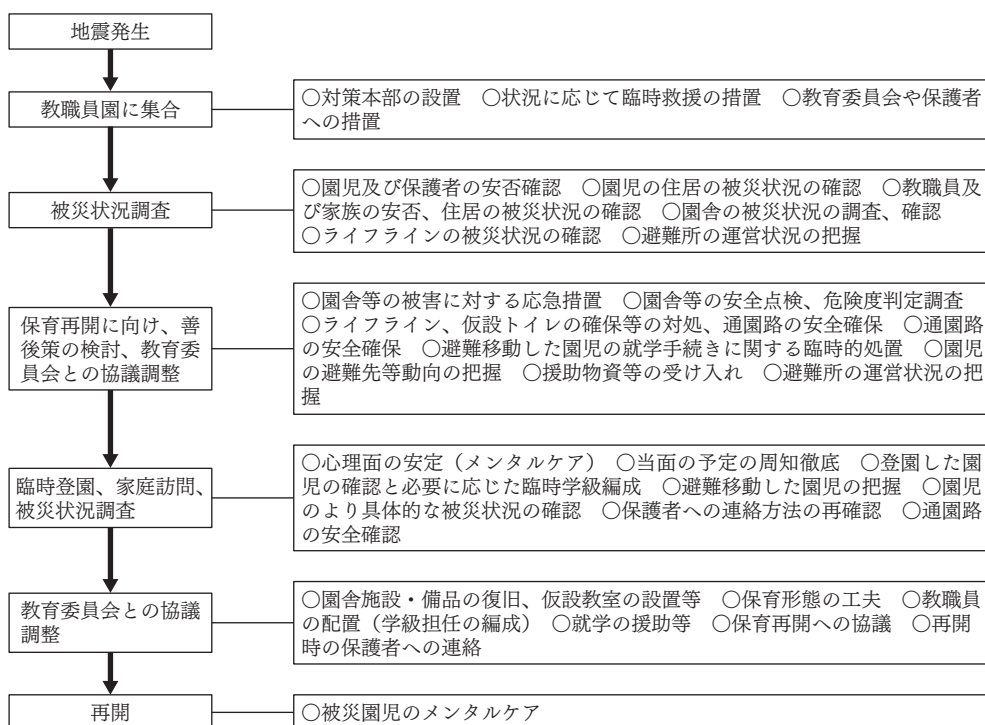 地震発生
教職員園に集合
○対策本部の設置　○状況に応じて臨時救援の措置　○教育委員会や保護者
への措置
被災状況調査
○園児及び保護者の安否確認　○園児の住居の被災状況の確認　○教職員及
び家族の安否、住居の被災状況の確認　○園舎の被災状況の調査、確認
○ライフラインの被災状況の確認　○避難所の運営状況の把握
保育再開に向け、善
後策の検討、教育委
員会との協議調整
○園舎等の被害に対する応急措置　○園舎等の安全点検、危険度判定調査
○ライフライン、仮設トイレの確保等の対処、通園路の安全確保　○通園路
の安全確保　○避難移動した園児の就学手続きに関する臨時的処置　○園児
の避難先等動向の把握　○援助物資等の受け入れ　○避難所の運営状況の把
握
臨時登園、家庭訪問、
被災状況調査
○心理面の安定（メンタルケア）　○当面の予定の周知徹底　○登園した園
児の確認と必要に応じた臨時学級編成　○避難移動した園児の把握　○園児
のより具体的な被災状況の確認　○保護者への連絡方法の再確認　○通園路
の安全確認
教育委員会との協議
調整
○園舎施設・備品の復旧、仮設教室の設置等　○保育形態の工夫　○教職員
の配置（学級担任の編成）　○就学の援助等　○保育再開への協議　○再開
時の保護者への連絡
再開
○被災園児のメンタルケア